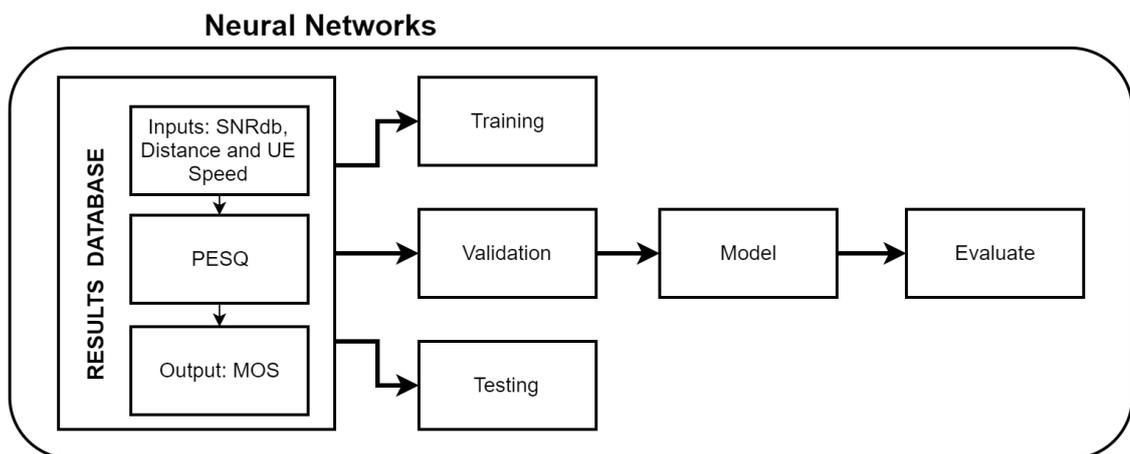 Neural Networks
RESULTS DATABASE
Inputs: SNRdb,
Distance and UE
Speed
PESQ
Output: MOS
Training
Validation
Model
Evaluate
Testing